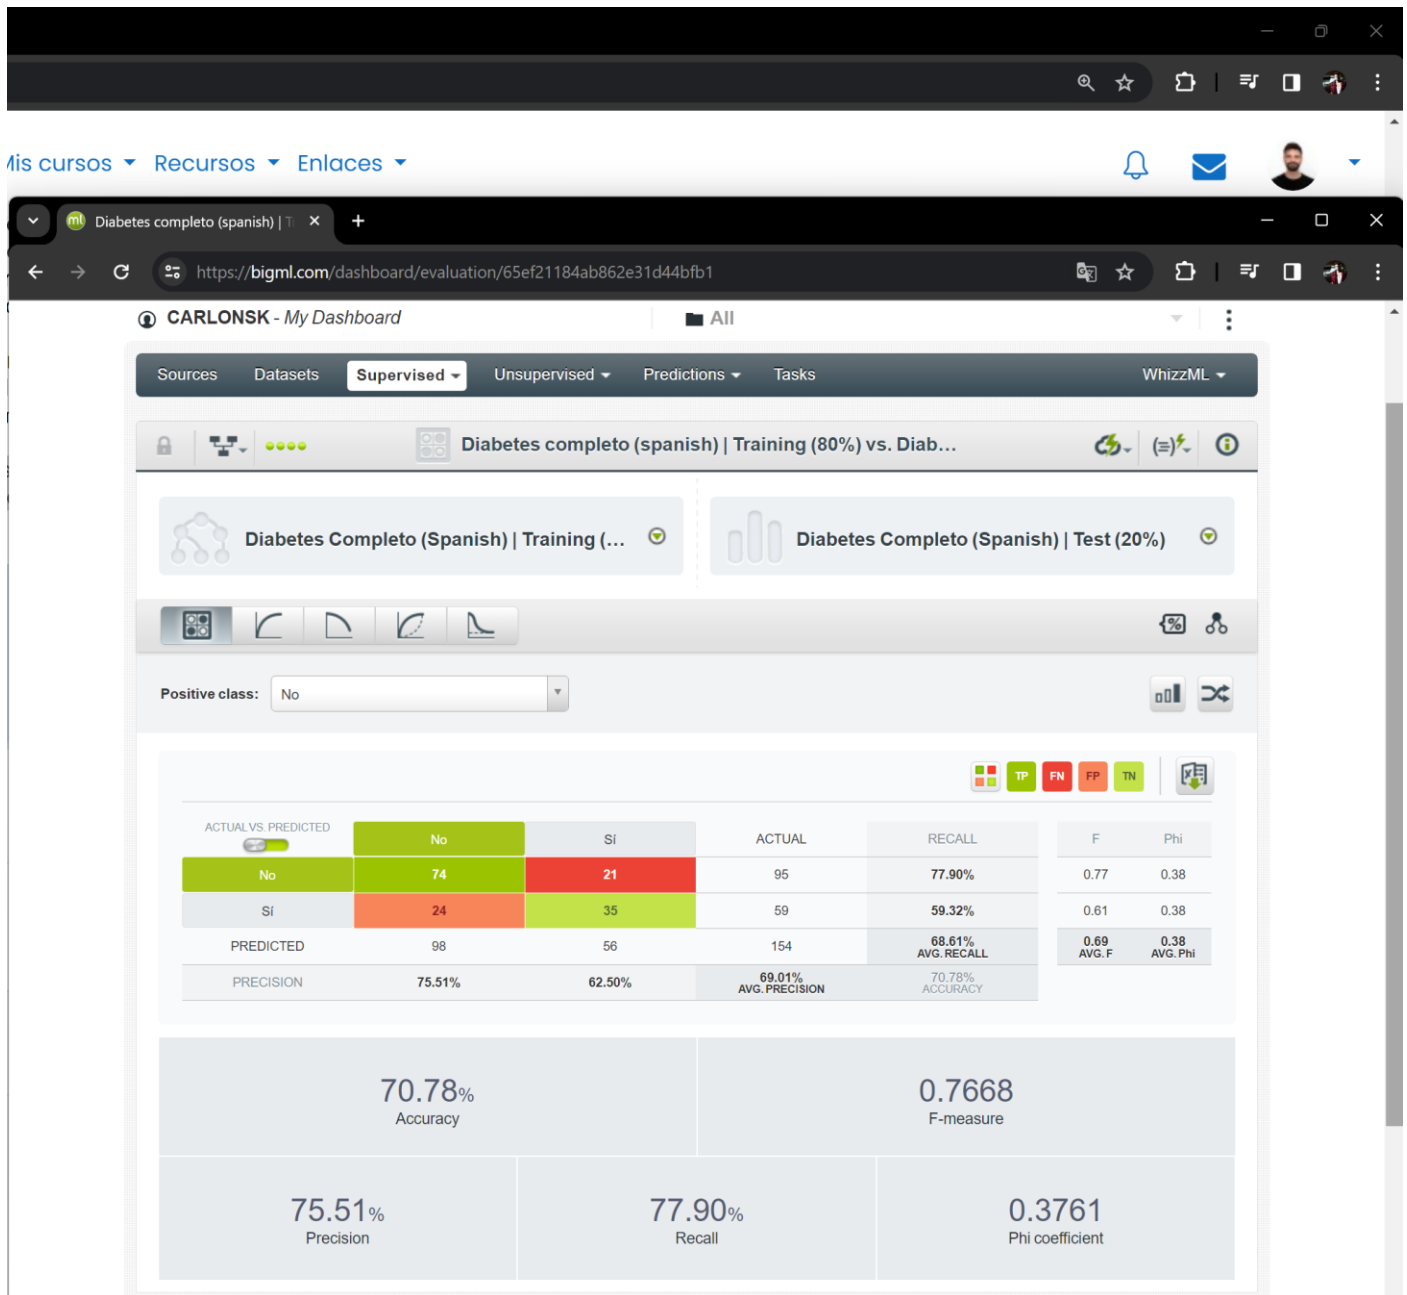 Mis cursos Recursos Enlaces
Diabetes completo (spanish) | T
https://bigml.com/dashboard/evaluation/65ef21184ab862e31d44bfb1
CARLONSK - My Dashboard All
Sources Datasets Supervised Unsupervised Predictions Tasks WhizzML
Diabetes completo (spanish) | Training (80%) vs. Diab...
Diabetes Completo (Spanish) | Training (... Diabetes Completo (Spanish) | Test (20%)
Positive class: No
TP FN FP TN
ACTUAL VS. PREDICTED No Sí ACTUAL RECALL F Phi
No 74 21 95 77.90% 0.77 0.38
Sí 24 35 59 59.32% 0.61 0.38
PREDICTED 98 56 154 68.61% AVG. RECALL 0.69 AVG. F 0.38 AVG. Phi
PRECISION 75.51% 62.50% 69.01% AVG. PRECISION 70.78% ACCURACY
70.78% 0.7668
Accuracy F-measure
75.51% 77.90% 0.3761
Precision Recall Phi coefficient